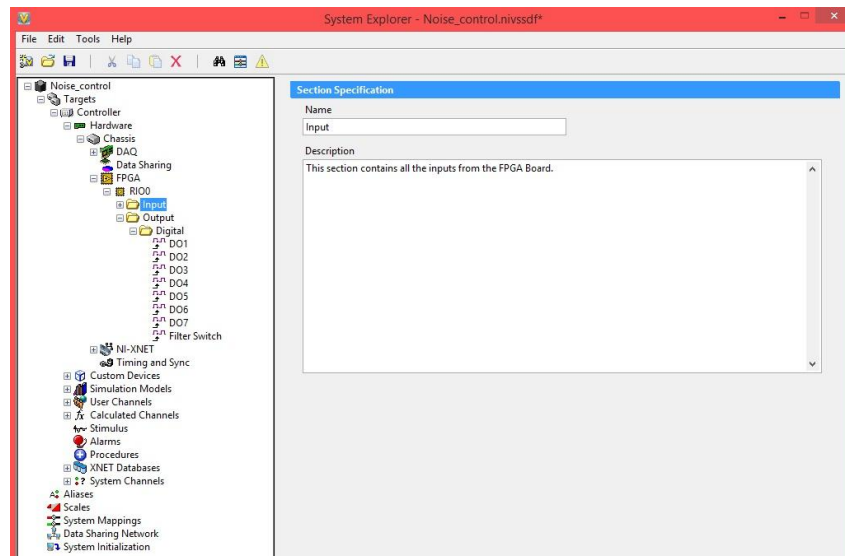 System Explorer - Noise_control.nivssdf*
File Edit Tools Help
Noise_control
Targets
Controller
Hardware
Chassis
DAQ
Data Sharing
FPGA
RIO0
Input
Output
Digital
DO1
DO2
DO3
DO4
DO5
DO6
DO7
Filter Switch
NI-XNET
Timing and Sync
Custom Devices
Simulation Models
User Channels
Calculated Channels
Stimulus
Alarms
Procedures
XNET Databases
System Channels
Aliases
Scales
System Mappings
Data Sharing Network
System Initialization
Section Specification
Name
Input
Description
This section contains all the inputs from the FPGA Board.